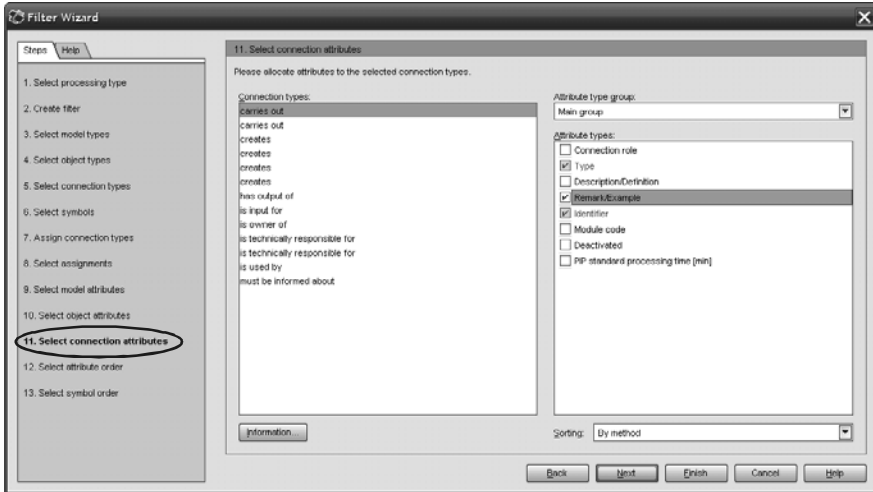 Filter Wizard
Steps Help
1. Select processing type
2. Create filter
3. Select model types
4. Select object types
5. Select connection types
6. Select symbols
7. Assign connection types
8. Select assignments
9. Select model attributes
10. Select object attributes
11. Select connection attributes
12. Select attribute order
13. Select symbol order
11. Select connection attributes
Please allocate attributes to the selected connection types.
Connection types:
carries out
carries out
creates
creates
creates
creates
has output of
is input for
is owner of
is technically responsible for
is technically responsible for
is used by
must be informed about
Information...
Attribute type group:
Main group
Attribute types:
Connection role
Type
Description/Definition
Remark/Example
Identifier
Module code
Deactivated
PIP standard processing time [min]
Sorting: By method
Back Next Finish Cancel Help